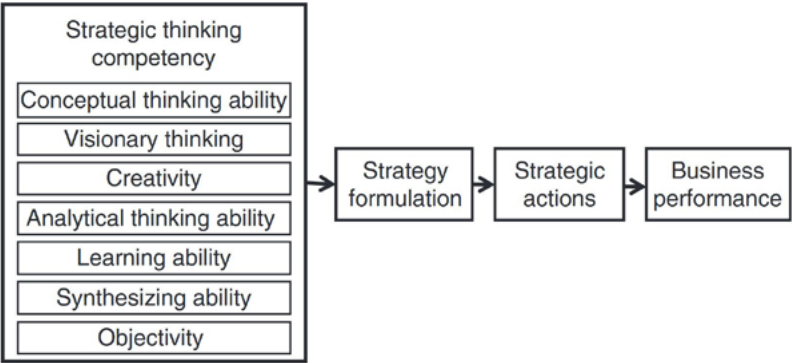 Strategic thinking
competency
Conceptual thinking ability
Visionary thinking
Creativity
Analytical thinking ability
Learning ability
Synthesizing ability
Objectivity
Strategy
formulation
Strategic
actions
Business
performance